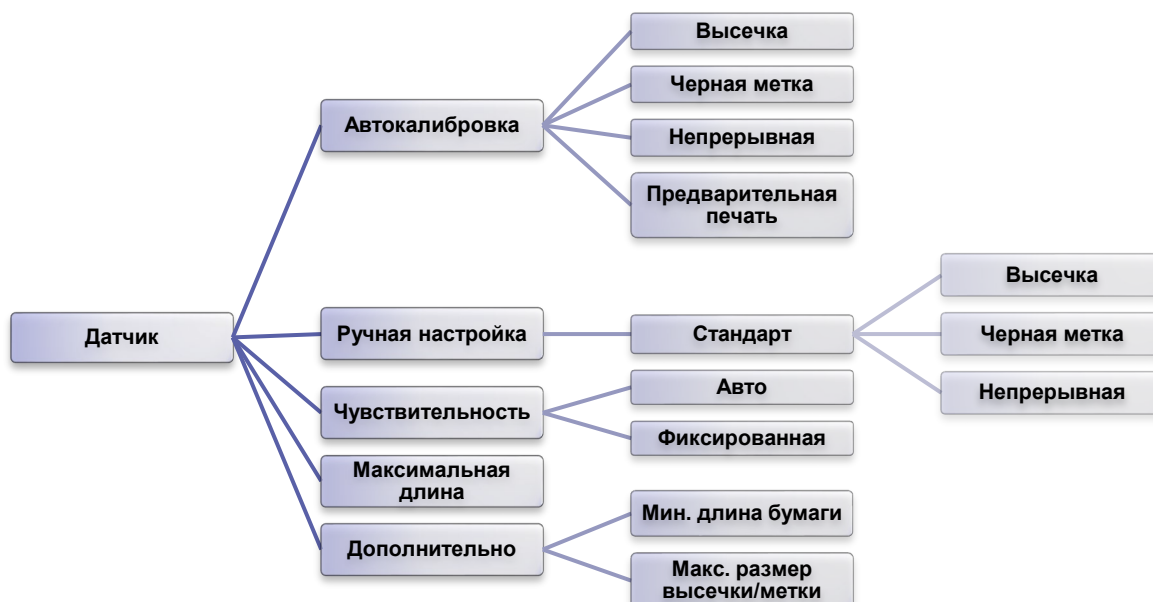 Датчик
Автокалибровка
Высечка
Черная метка
Непрерывная
Предварительная
печать
Ручная настройка
Стандарт
Высечка
Черная метка
Непрерывная
Чувствительность
Авто
Фиксированная
Максимальная
длина
Дополнительно
Мин. длина бумаги
Макс. размер
высечки/метки